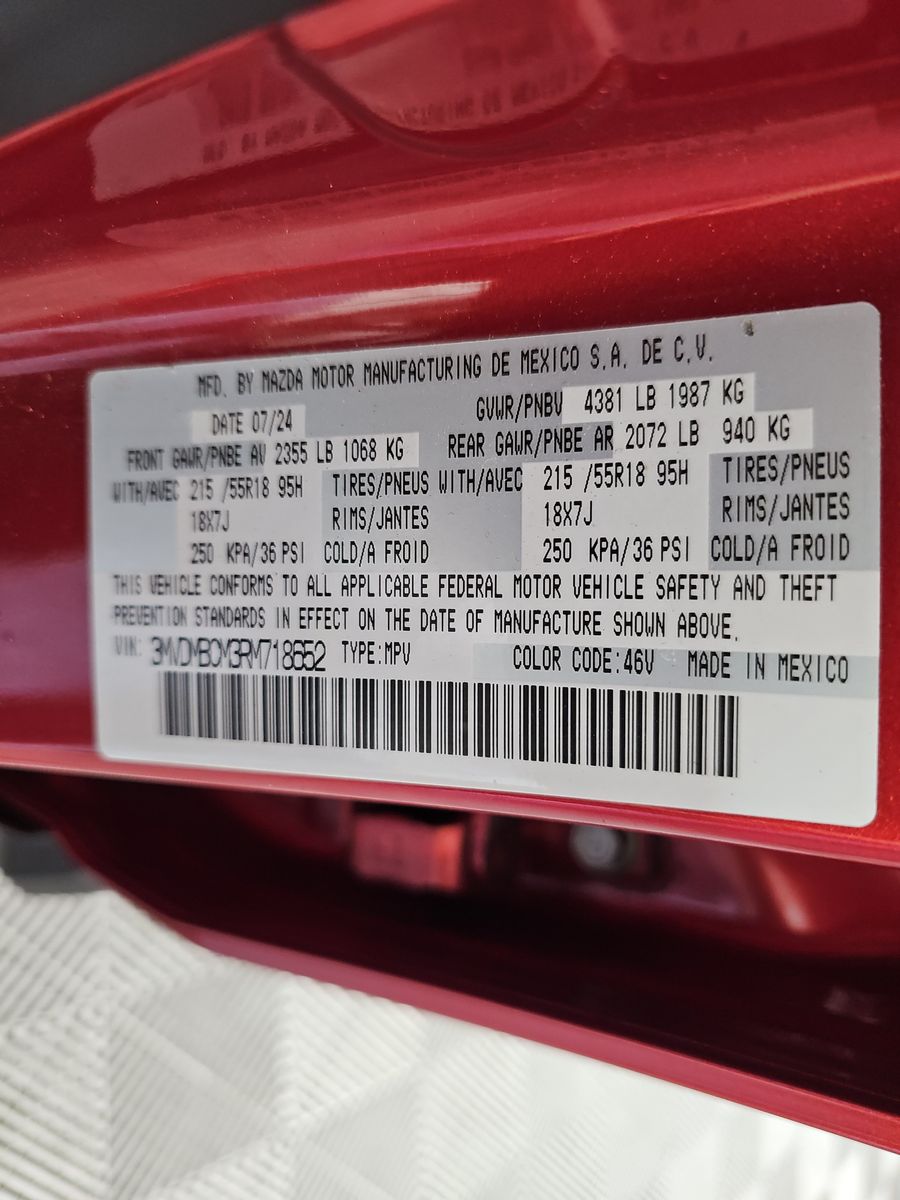 MFD. BY MAZDA MOTOR MANUFACTURING DE MEXICO S.A. DE C.V.
DATE 07/24 GVWR/PNBV 4381 LB 1987 KG
FRONT GAWR/PNBE AV 2355 LB 1068 KG REAR GAWR/PNBE AR 2072 LB 940 KG
WITH/AVEC 215 /55R18 95H TIRES/PNEUS WITH/AVEC 215 /55R18 95H TIRES/PNEUS
18X7J RIMS/JANTES 18X7J RIMS/JANTES
250 KPA/36 PSI COLD/A FROID 250 KPA/36 PSI COLD/A FROID
THIS VEHICLE CONFORMS TO ALL APPLICABLE FEDERAL MOTOR VEHICLE SAFETY AND THEFT
PREVENTION STANDARDS IN EFFECT ON THE DATE OF MANUFACTURE SHOWN ABOVE.
VIN: 3MVDMBCM3RM718652 TYPE:MPV COLOR CODE:46V MADE IN MEXICO